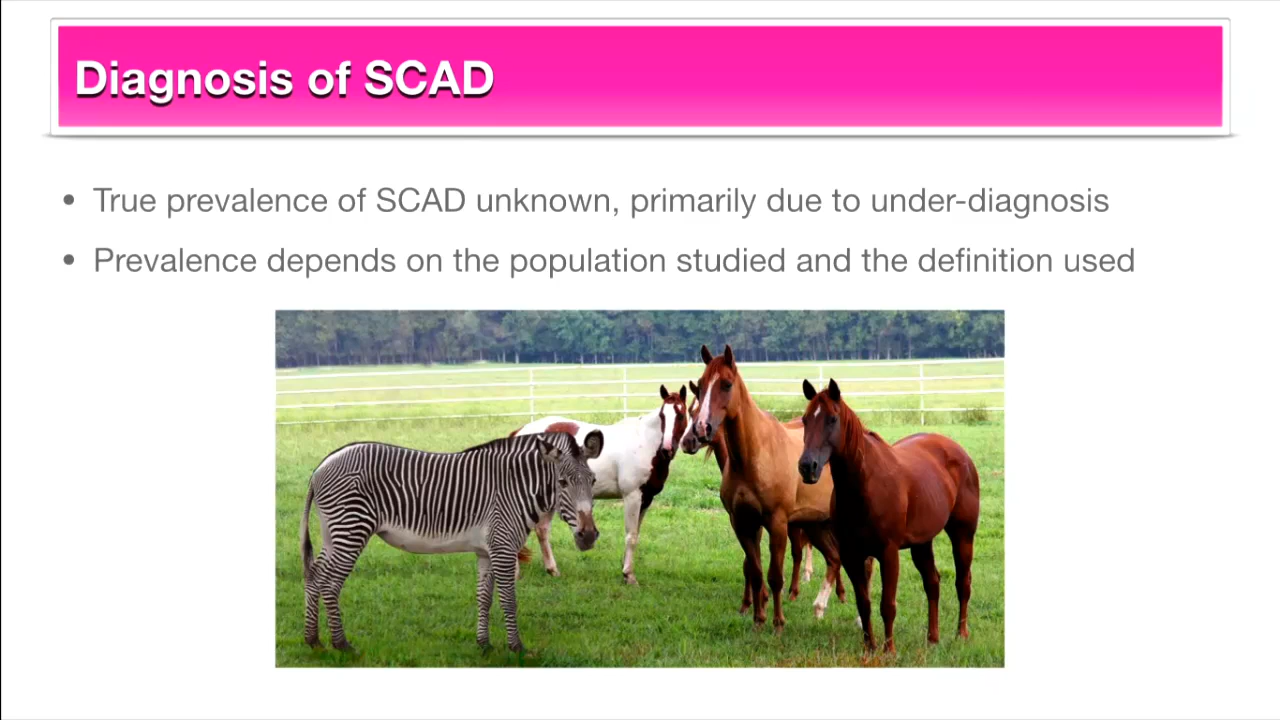 Diagnosis of SCAD
• True prevalence of SCAD unknown, primarily due to under-diagnosis
• Prevalence depends on the population studied and the definition used